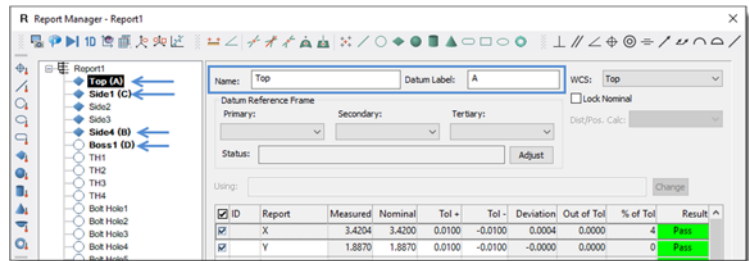 R Report Manager - Report1
1D
Report1
Top (A)
Side1 (C)
Side2
Side3
Side4 (B)
Boss1 (D)
TH1
TH2
TH3
TH4
Bolt Hole1
Bolt Hole2
Bolt Hole3
Bolt Hole4
Bolt Hole5
Name: Top Datum Label: A WCS: Top
Datum Reference Frame Lock Nominal
Primary: Secondary: Tertiary: Dist/Pos. Calc:
Status: Adjust
Using: Change
ID Report Measured Nominal Tol + Tol - Deviation Out of Tol % of Tol Result
X 3.4204 3.4200 0.0100 -0.0100 0.0004 0.0000 4 Pass
Y 1.8870 1.8870 0.0100 -0.0100 -0.0000 0.0000 0 Pass